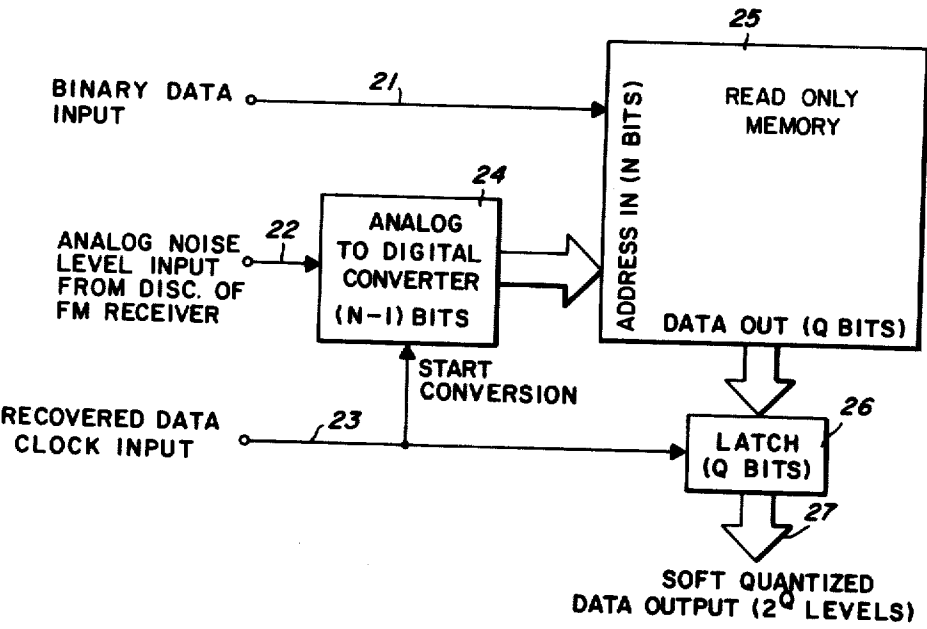 25
BINARY DATA
INPUT
21
ADDRESS IN (N BITS)
READ ONLY
MEMORY
24
ANALOG NOISE
LEVEL INPUT
FROM DISC. OF
FM RECEIVER
22
ANALOG
TO DIGITAL
CONVERTER
(N-1) BITS
DATA OUT (Q BITS)
START
CONVERSION
RECOVERED DATA
CLOCK INPUT
23
26
LATCH
(Q BITS)
27
SOFT QUANTIZED
DATA OUTPUT (2^Q LEVELS)